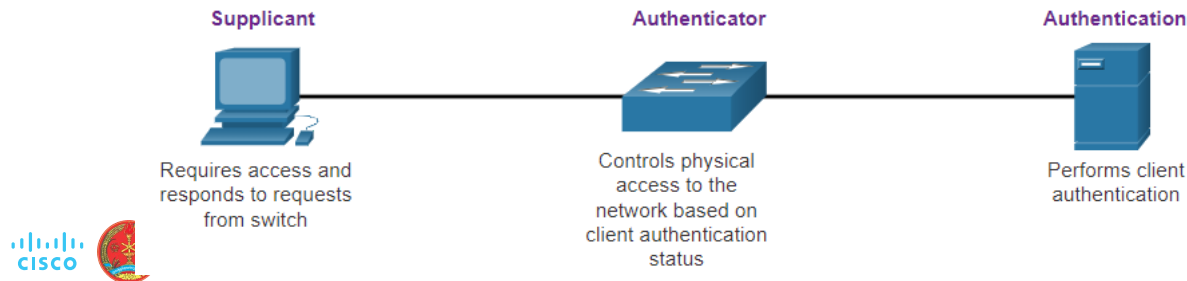 Supplicant
Authenticator
Authentication
Requires access and
responds to requests
from switch
Controls physical
access to the
network based on
client authentication
status
Performs client
authentication
CISCO